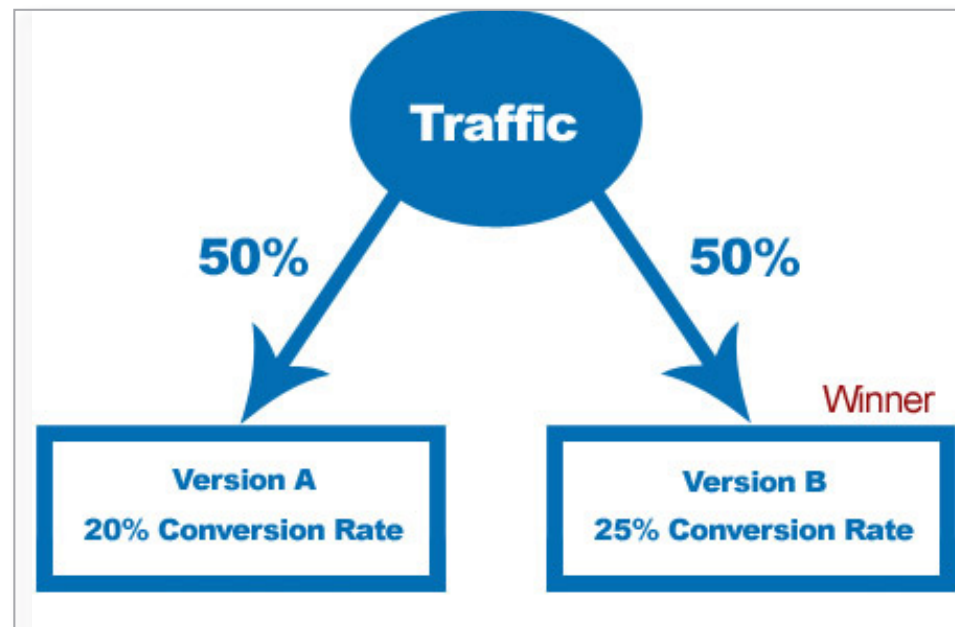 Traffic
50%
50%
Winner
Version A
20% Conversion Rate
Version B
25% Conversion Rate